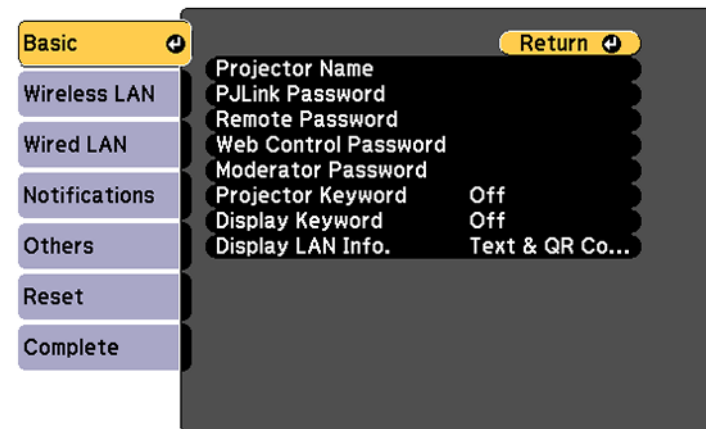 Basic
Wireless LAN
Wired LAN
Notifications
Others
Reset
Complete
Return
Projector Name
PJLink Password
Remote Password
Web Control Password
Moderator Password
Projector Keyword Off
Display Keyword Off
Display LAN Info. Text & QR Co...